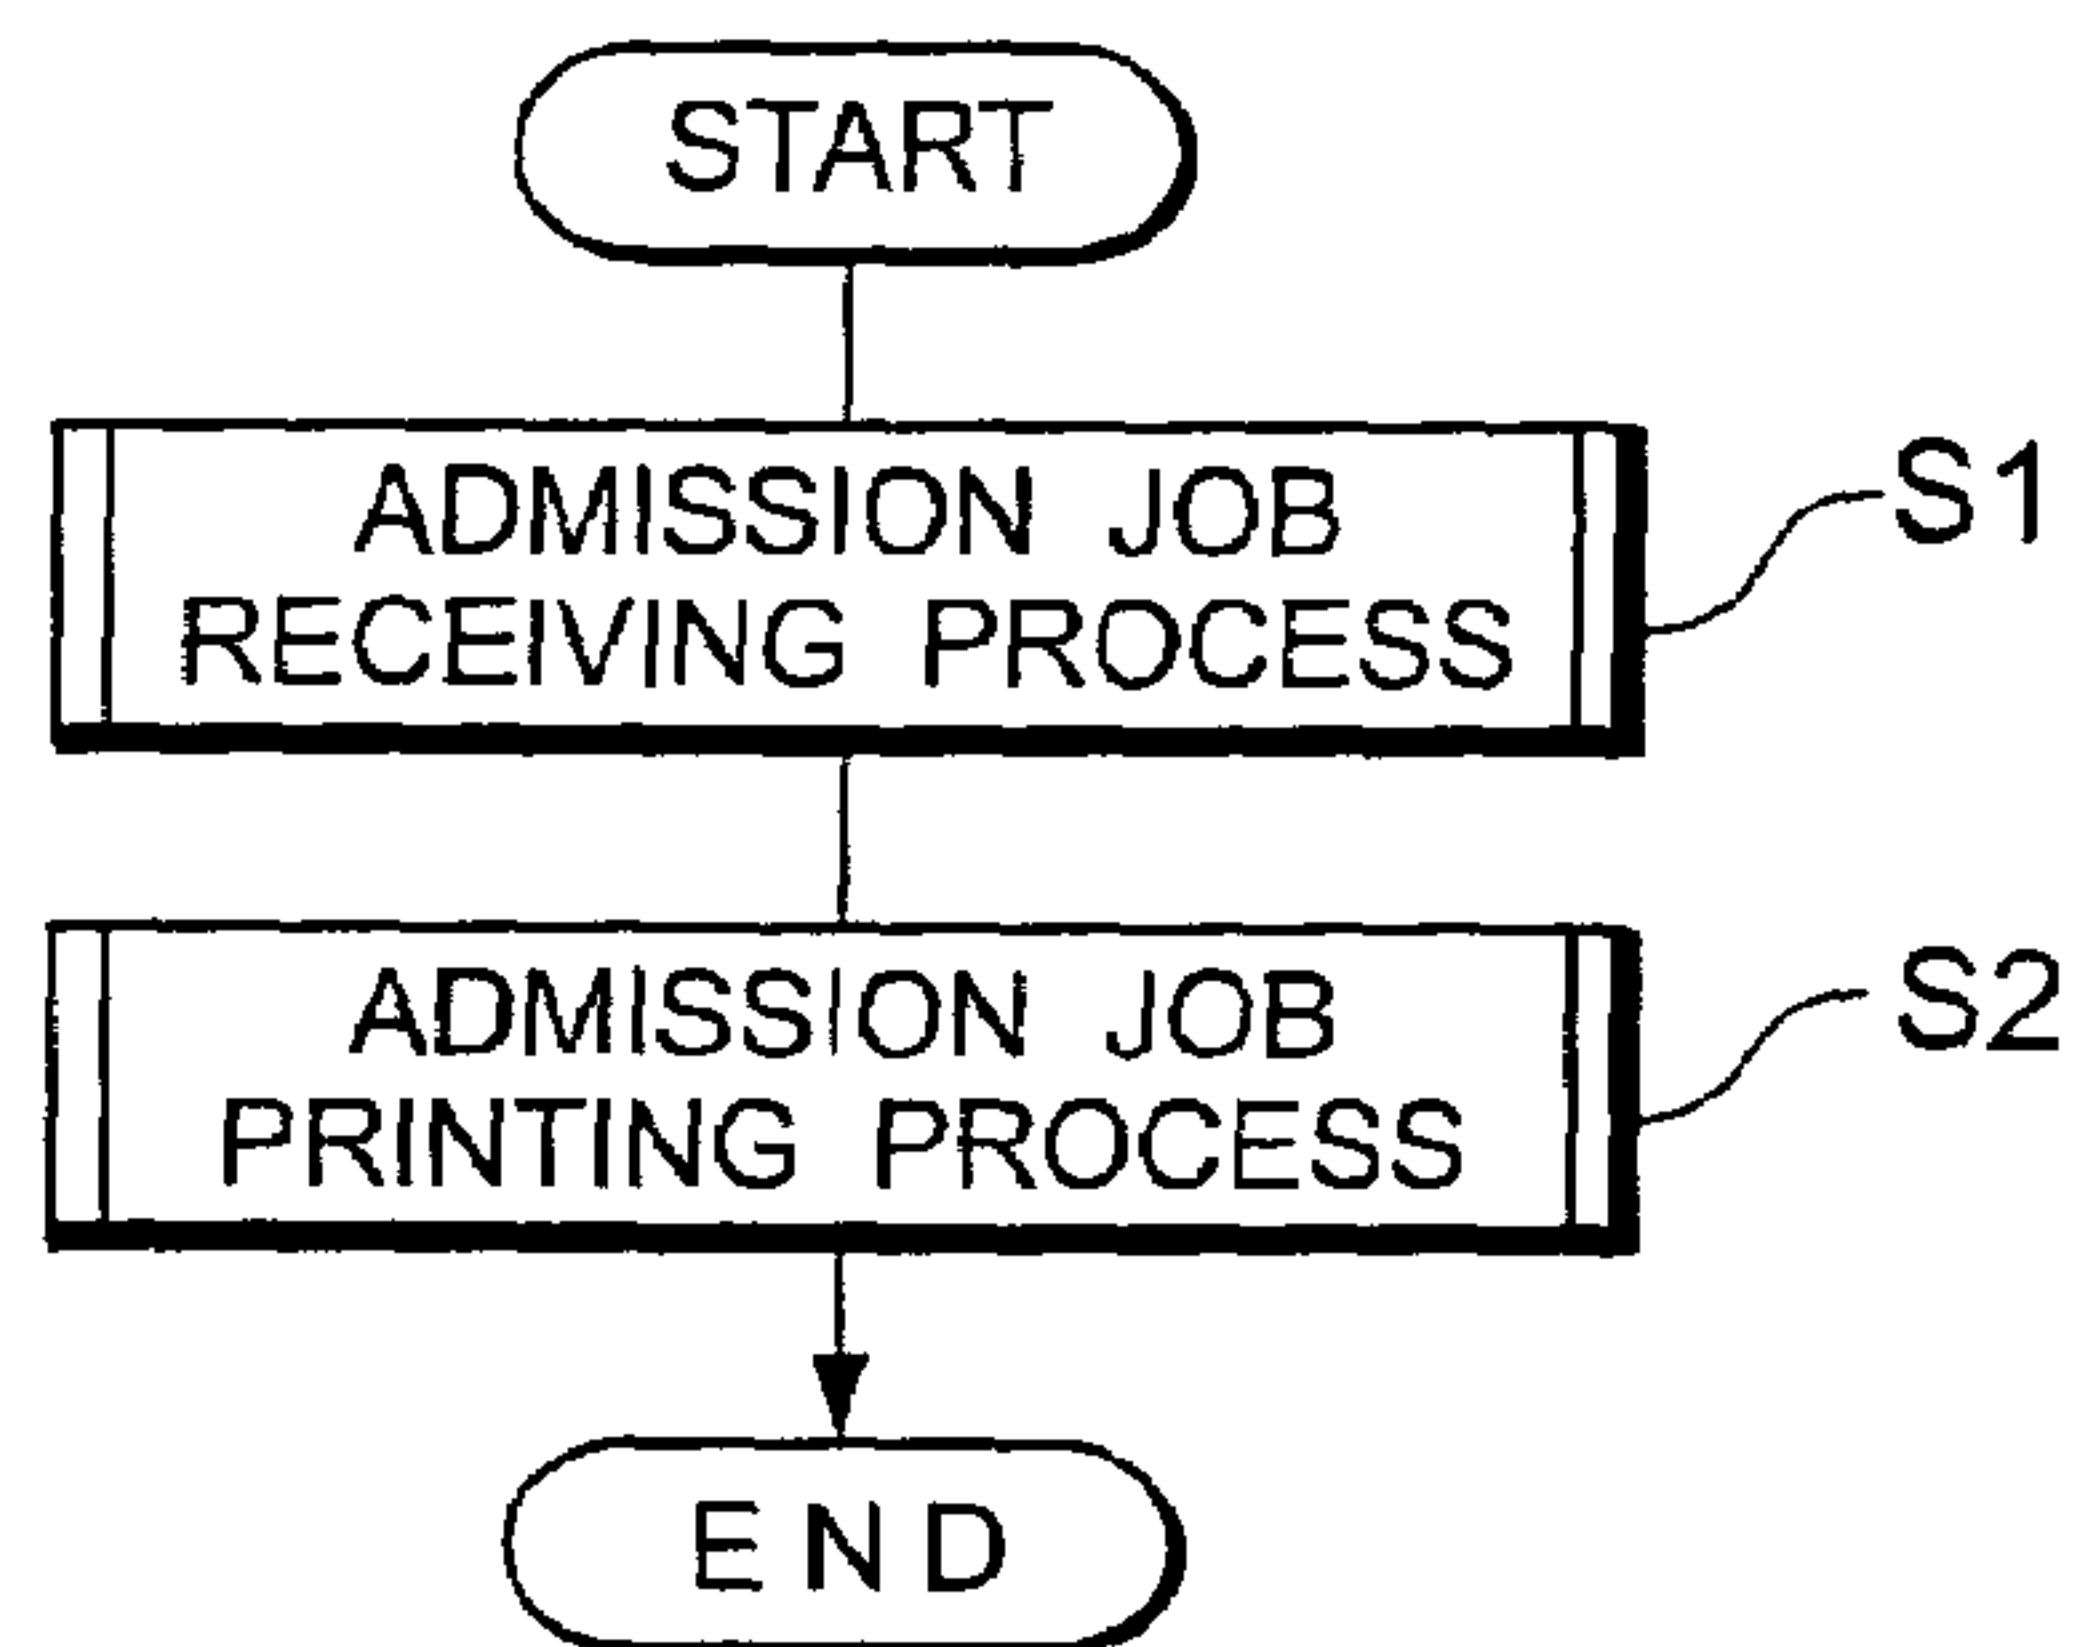 START
ADMISSION JOB
RECEIVING PROCESS
S1
ADMISSION JOB
PRINTING PROCESS
S2
END